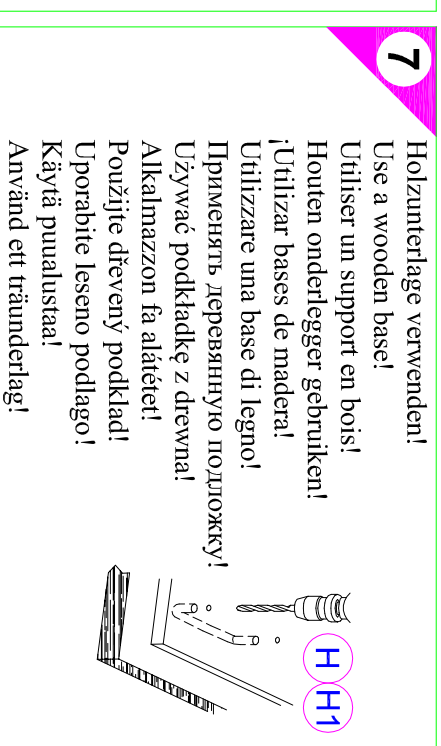 7
Holzunterlage verwenden!
Use a wooden base!
Utiliser un support en bois!
Houten onderlegger gebruiken!
¡Utilizar bases de madera!
Utilizzare una base di legno!
Применять деревянную подложку!
Używać podkładkę z drewna!
Alkalmazzon fa alátétet!
Použijte dřevený podklad!
Uporabite leseno podlago!
Käytä puualustaa!
Använd ett träunderlag!
H H1